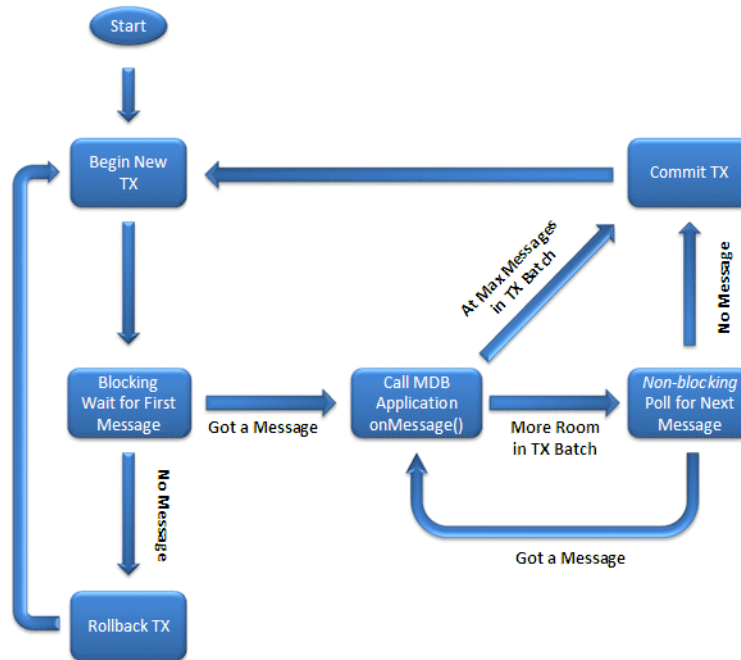 Start
Begin New
TX
Commit TX
At Max Messages
in TX Batch
No Message
Blocking
Wait for First
Message
Got a Message
Call MDB
Application
onMessage()
More Room
in TX Batch
Non-blocking
Poll for Next
Message
No Message
Got a Message
Rollback TX